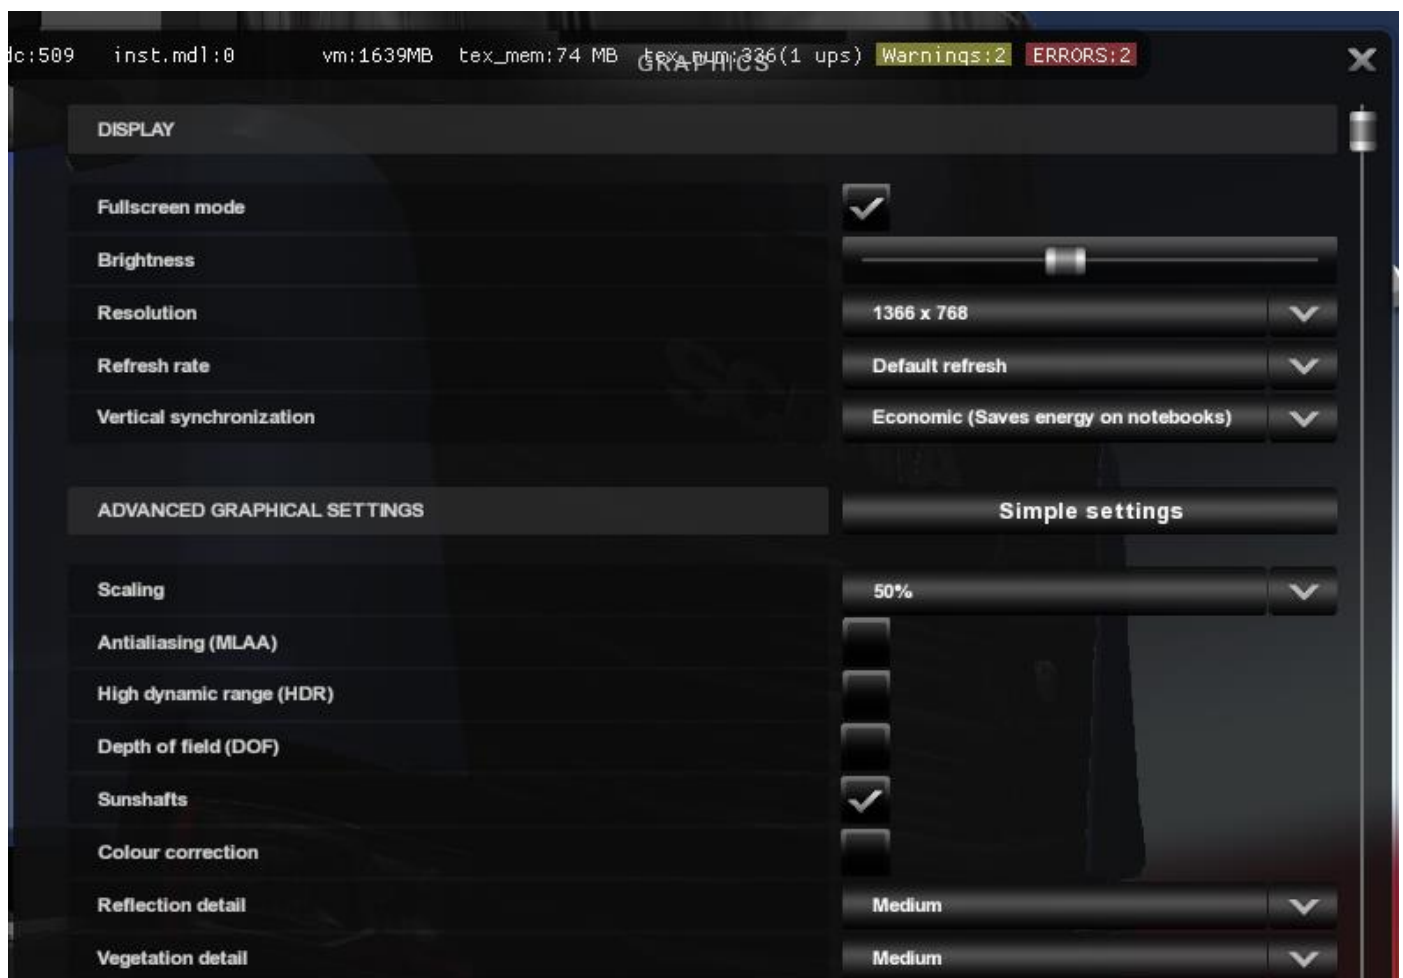 dc:509 inst.mdl:0 vm:1639MB tex_mem:74 MB tex_num:336(1 ups) Warnings:2 ERRORS:2
GRAPHICS
DISPLAY
Fullscreen mode
Brightness
Resolution 1366 x 768
Refresh rate Default refresh
Vertical synchronization Economic (Saves energy on notebooks)
ADVANCED GRAPHICAL SETTINGS Simple settings
Scaling 50%
Antialiasing (MLAA)
High dynamic range (HDR)
Depth of field (DOF)
Sunshafts
Colour correction
Reflection detail Medium
Vegetation detail Medium